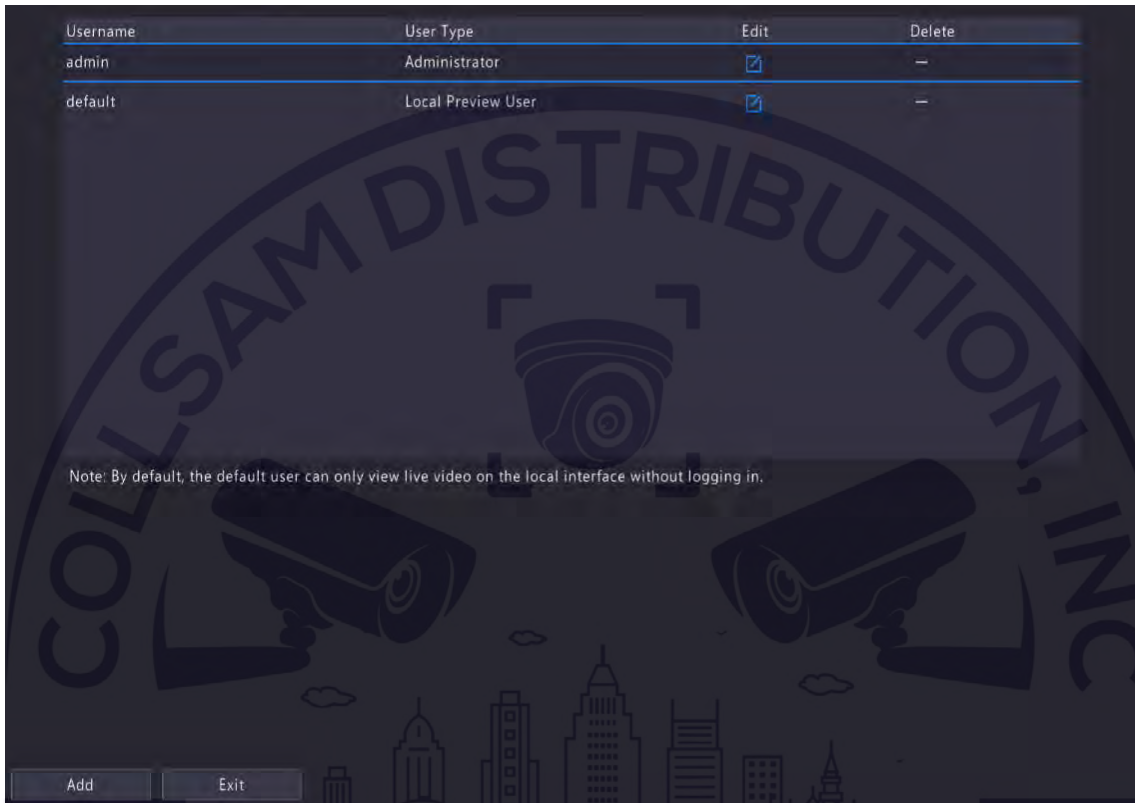 Username User Type Edit Delete
admin Administrator —
default Local Preview User —
COLLSAM DISTRIBUTION, INC
Note: By default, the default user can only view live video on the local interface without logging in.
Add Exit